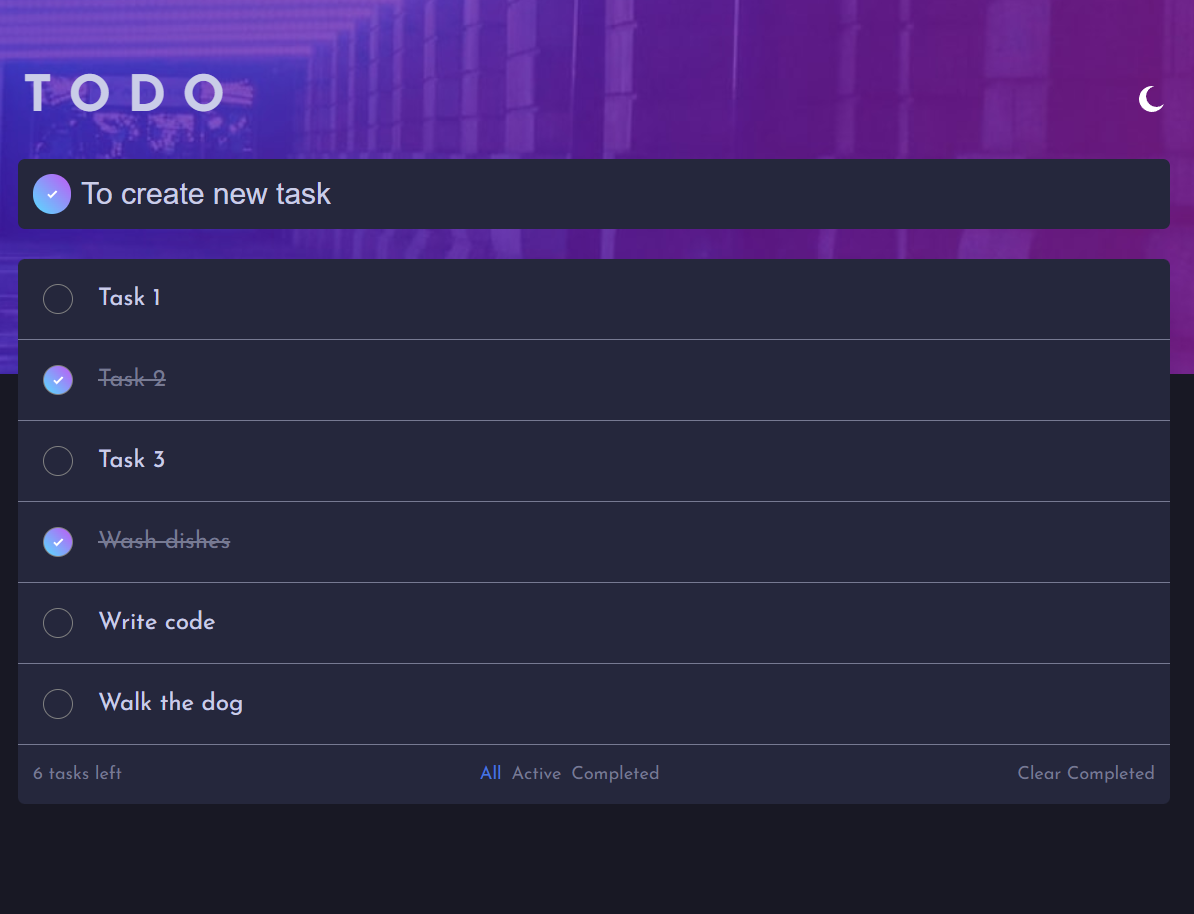 TODO
To create new task
Task 1
Task 2
Task 3
Wash dishes
Write code
Walk the dog
6 tasks left All Active Completed Clear Completed